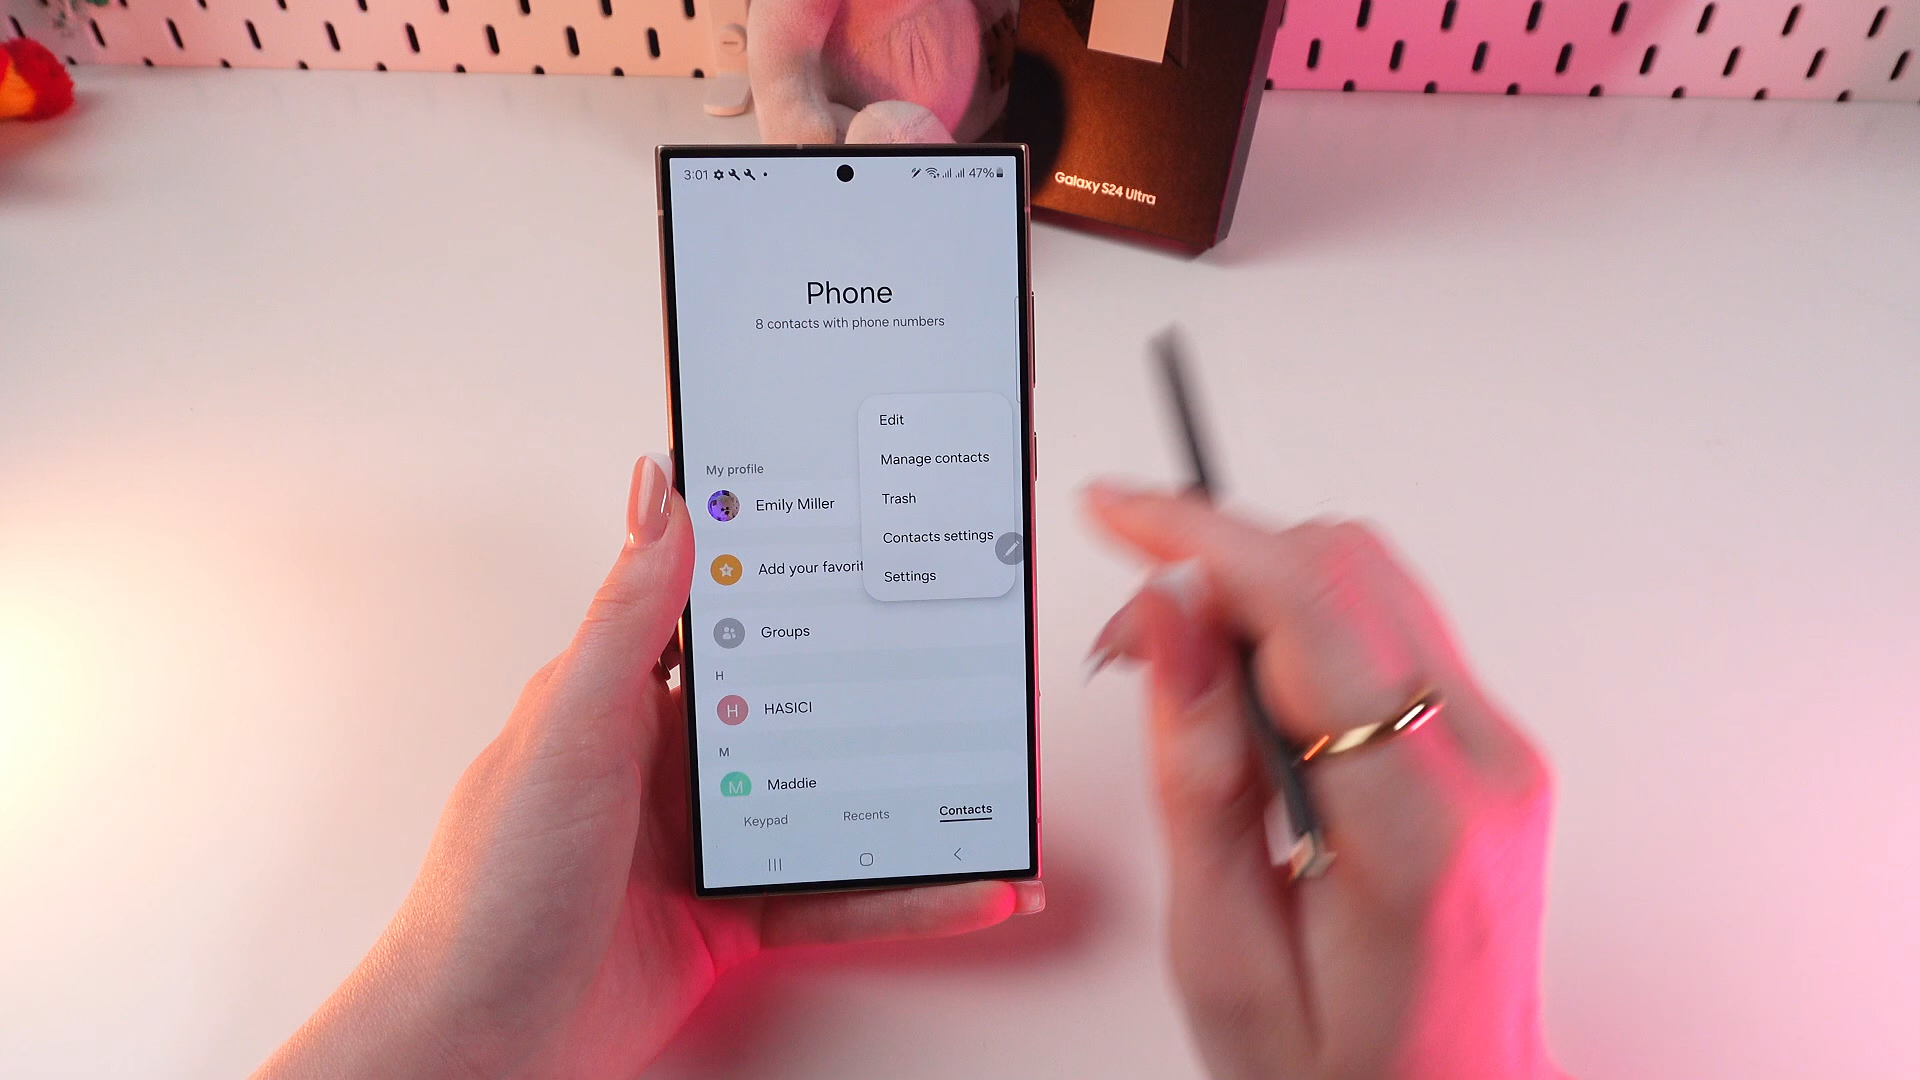 Galaxy S24 Ultra
3:01 47%
Phone
8 contacts with phone numbers
Edit
Manage contacts
Trash
Contacts settings
Settings
My profile
Emily Miller
Add your favorit
Groups
H
H HASICI
M
M Maddie
Keypad Recents Contacts